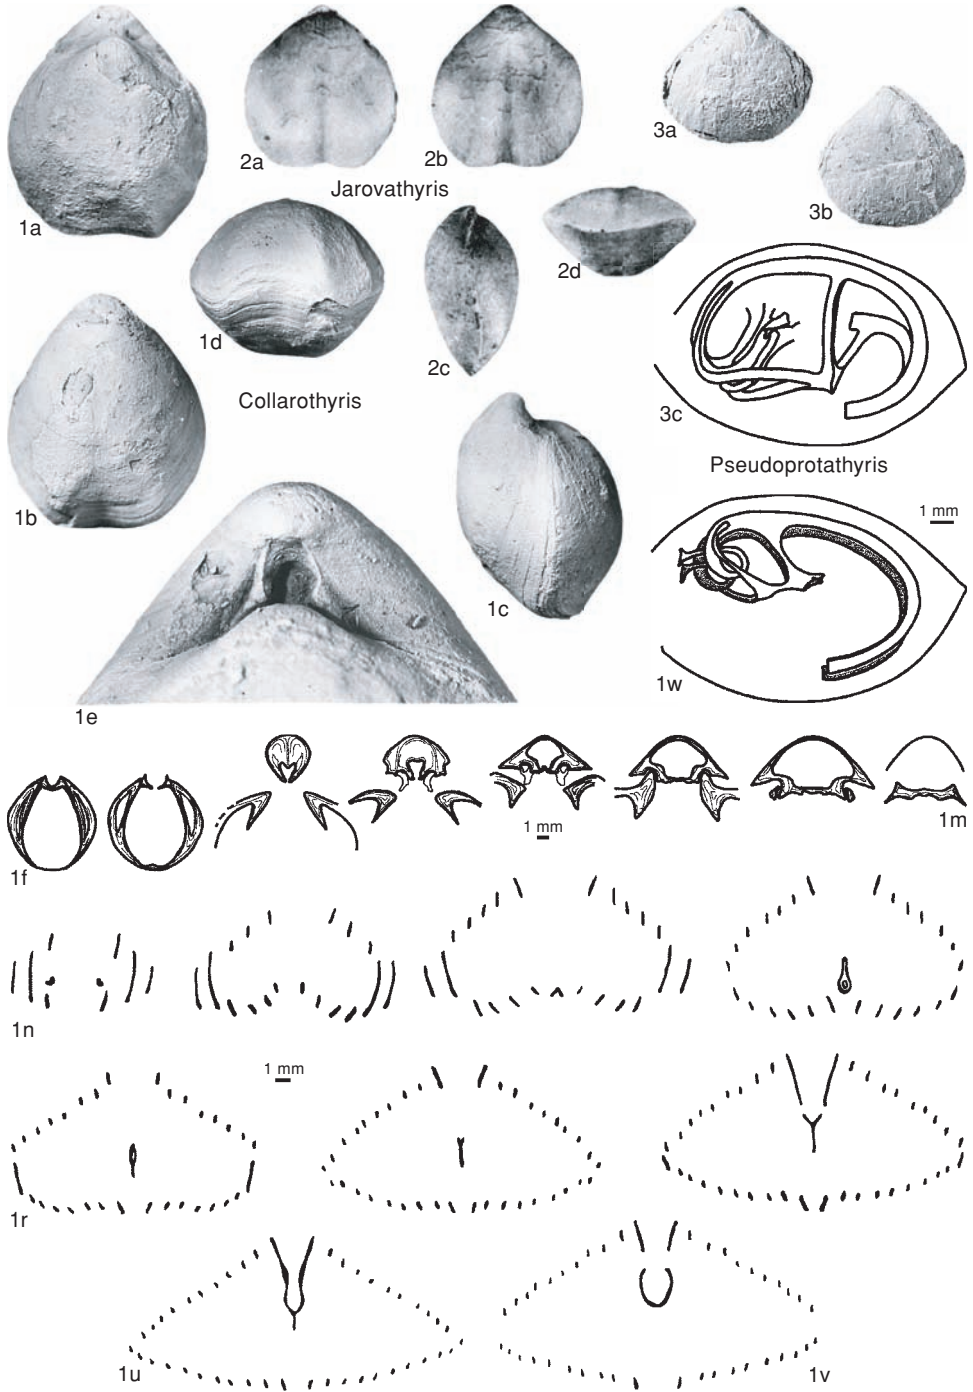 1a
2a
2b
Jarovathyris
3a
3b
1d
2c
2d
Collarothyris
3c
Pseudoprotathyris
1b
1c
1 mm
1w
1e
1f
1 mm
1m
1n
1 mm
1r
1u
1v